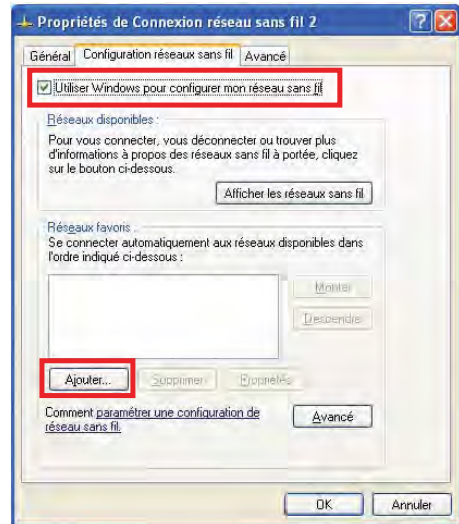 Propriétés de Connexion réseau sans fil 2
Général Configuration réseaux sans fil Avancé
Utiliser Windows pour configurer mon réseau sans fil
Réseaux disponibles :
Pour vous connecter, vous déconnecter ou trouver plus
d'informations à propos des réseaux sans fil à portée, cliquez
sur le bouton ci-dessous.
Afficher les réseaux sans fil
Réseaux favoris :
Se connecter automatiquement aux réseaux disponibles dans
l'ordre indiqué ci-dessous :
Monter
Descendre
Ajouter... Supprimer Propriétés
Comment paramétrer une configuration de
réseau sans fil.
Avancé
OK Annuler